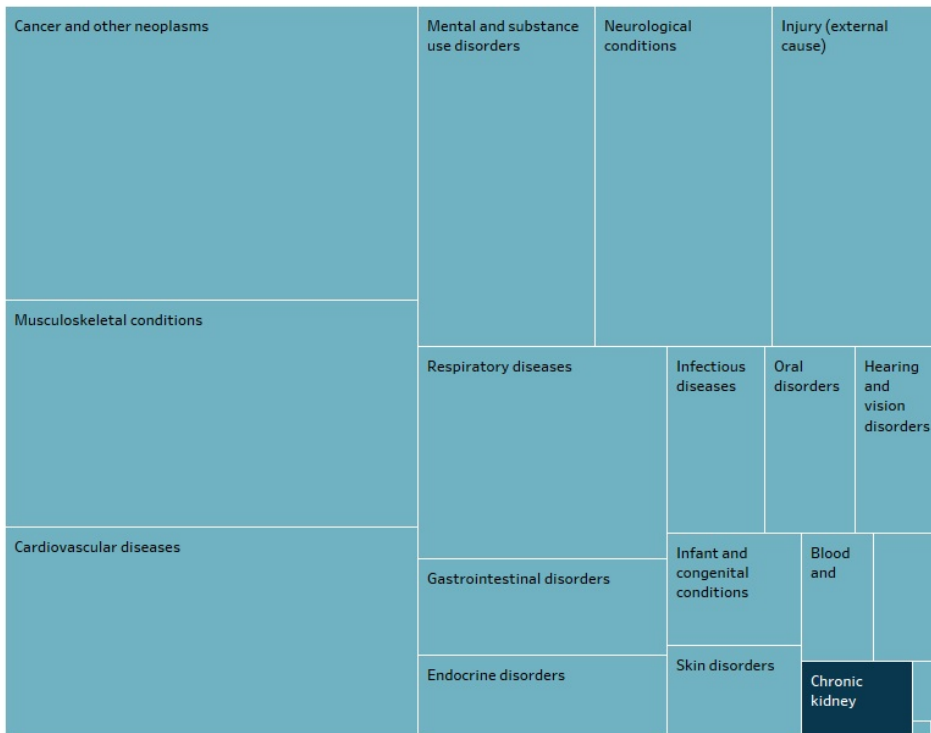 Cancer and other neoplasms
Mental and substance
use disorders
Neurological
conditions
Injury (external
cause)
Musculoskeletal conditions
Respiratory diseases
Infectious
diseases
Oral
disorders
Hearing
and
vision
disorders
Cardiovascular diseases
Gastrointestinal disorders
Infant and
congenital
conditions
Blood
and
Endocrine disorders
Skin disorders
Chronic
kidney